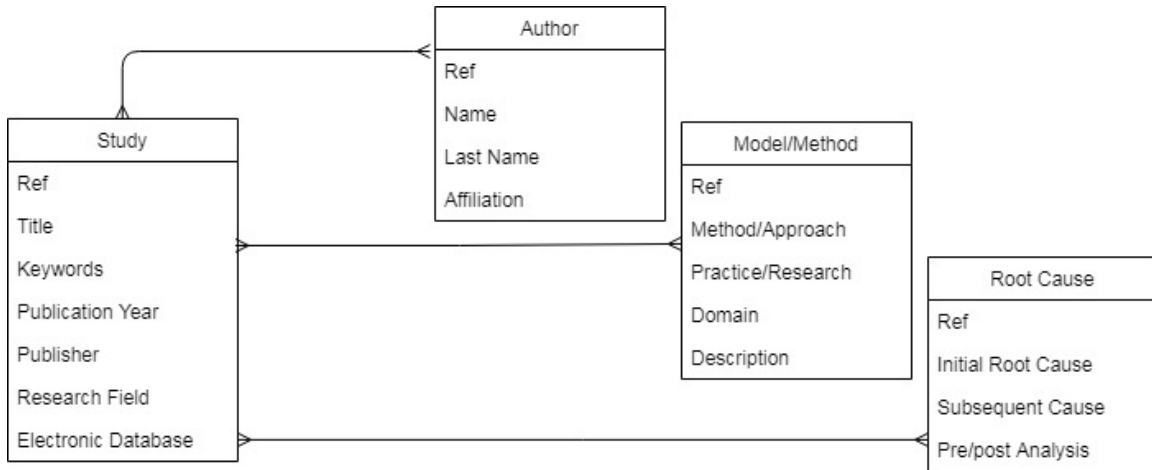 Author
Ref
Name
Last Name
Affiliation
Study
Ref
Title
Keywords
Publication Year
Publisher
Research Field
Electronic Database
Model/Method
Ref
Method/Approach
Practice/Research
Domain
Description
Root Cause
Ref
Initial Root Cause
Subsequent Cause
Pre/post Analysis